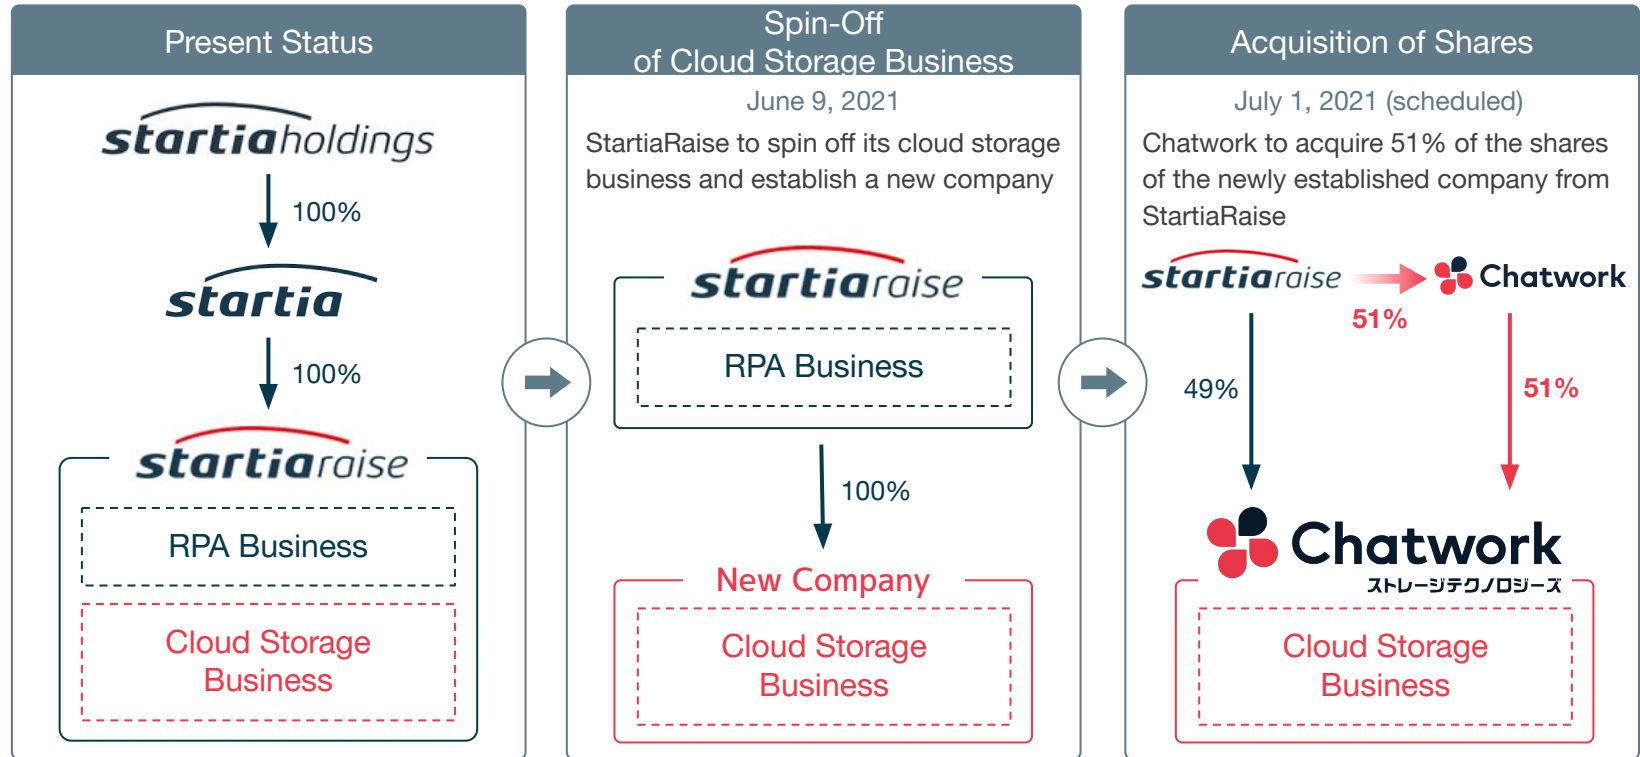 Present Status
startiaholdings
100%
startia
100%
startiaraise
RPA Business
Cloud Storage
Business
Spin-Off
of Cloud Storage Business
June 9, 2021
StartiaRaise to spin off its cloud storage
business and establish a new company
startiaraise
RPA Business
100%
New Company
Cloud Storage
Business
Acquisition of Shares
July 1, 2021 (scheduled)
Chatwork to acquire 51% of the shares
of the newly established company from
StartiaRaise
startiaraise
51%
Chatwork
49%
51%
Chatwork
ストレージテクノロジーズ
Cloud Storage
Business